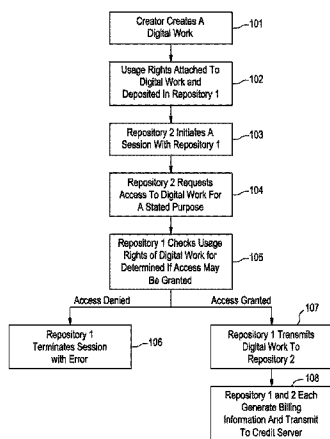 Creator Creates A
Digital Work
101
Usage Rights Attached To
Digital Work and
Deposited In Repository 1
102
Repository 2 Initiates A
Session With Repository 1
103
Repository 2 Requests
Access To Digital Work For
A Stated Purpose
104
Repository 1 Checks Usage
Rights of Digital Work for
Determined If Access May
Be Granted
105
Access Denied
Access Granted
Repository 1
Terminates Session
with Error
106
107
Repository 1 Transmits
Digital Work To
Repository 2
108
Repository 1 and 2 Each
Generate Billing
Information And Transmit
To Credit Server